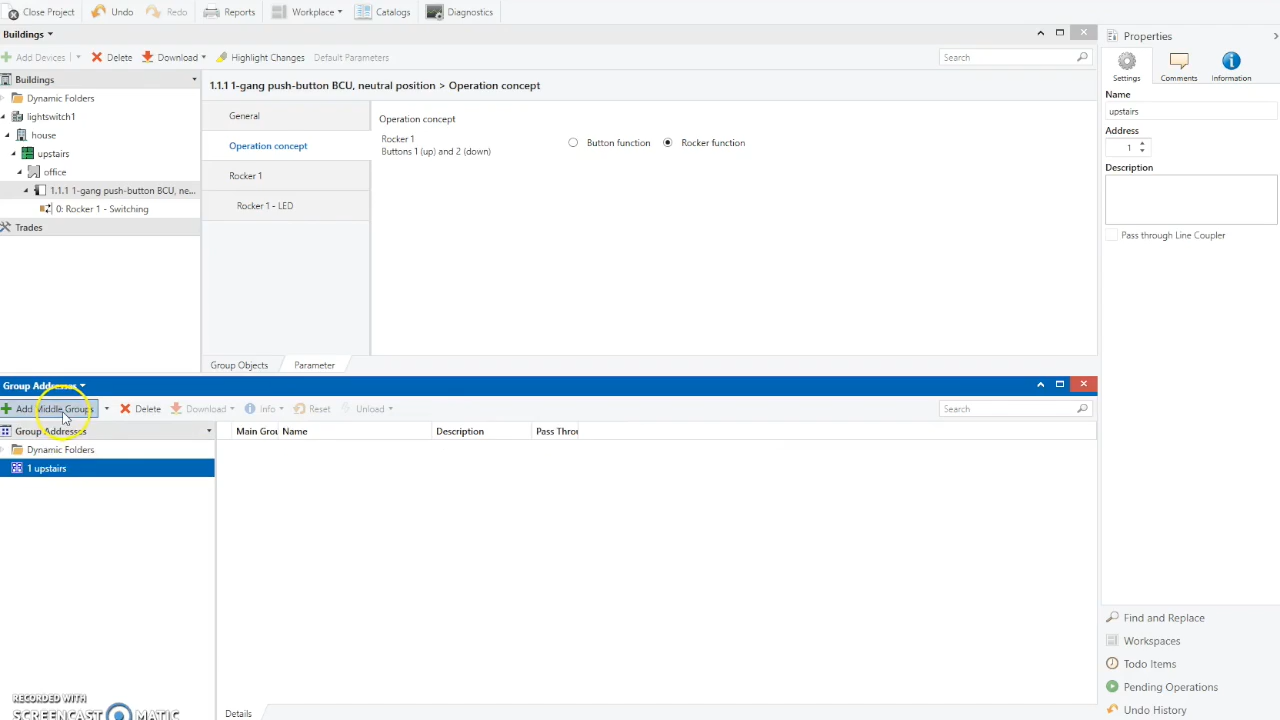 Close Project Undo Redo Reports Workplace Catalogs Diagnostics
Buildings
Add Devices Delete Download Highlight Changes Default Parameters Search
Buildings
Dynamic Folders
lightswitch1
house
upstairs
office
1.1.1 1-gang push-button BCU, ne...
0: Rocker 1 - Switching
Trades
1.1.1 1-gang push-button BCU, neutral position > Operation concept
General
Operation concept
Rocker 1
Rocker 1 - LED
Operation concept
Rocker 1
Buttons 1 (up) and 2 (down)
Button function Rocker function
Group Objects Parameter
Properties
Settings Comments Information
Name
upstairs
Address
1
Description
Pass through Line Coupler
Group Addresses
Add Middle Groups Delete Download Info Reset Unload Search
Group Addresses
Dynamic Folders
1 upstairs
Main Grou Name Description Pass Throu
Details
Find and Replace
Workspaces
Todo Items
Pending Operations
Undo History
RECORDED WITH
SCREENCAST MATIC